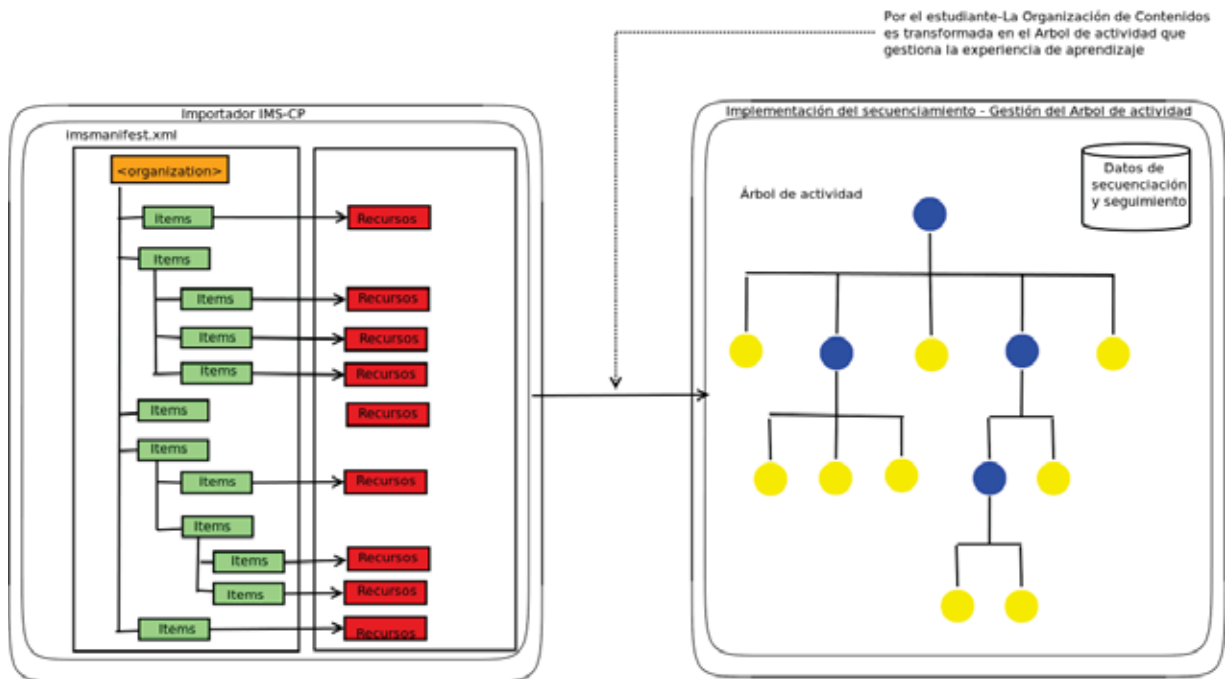 Por el estudiante-La Organización de Contenidos
es transformada en el Arbol de actividad que
gestiona la experiencia de aprendizaje
Importador IMS-CP
imsmanifest.xml
<organization>
Items
Recursos
Items
Items
Recursos
Items
Recursos
Items
Recursos
Items
Recursos
Items
Items
Recursos
Items
Items
Recursos
Items
Recursos
Items
Recursos
Implementación del secuenciamiento - Gestión del Arbol de actividad
Árbol de actividad
Datos de
secuenciación
y seguimiento